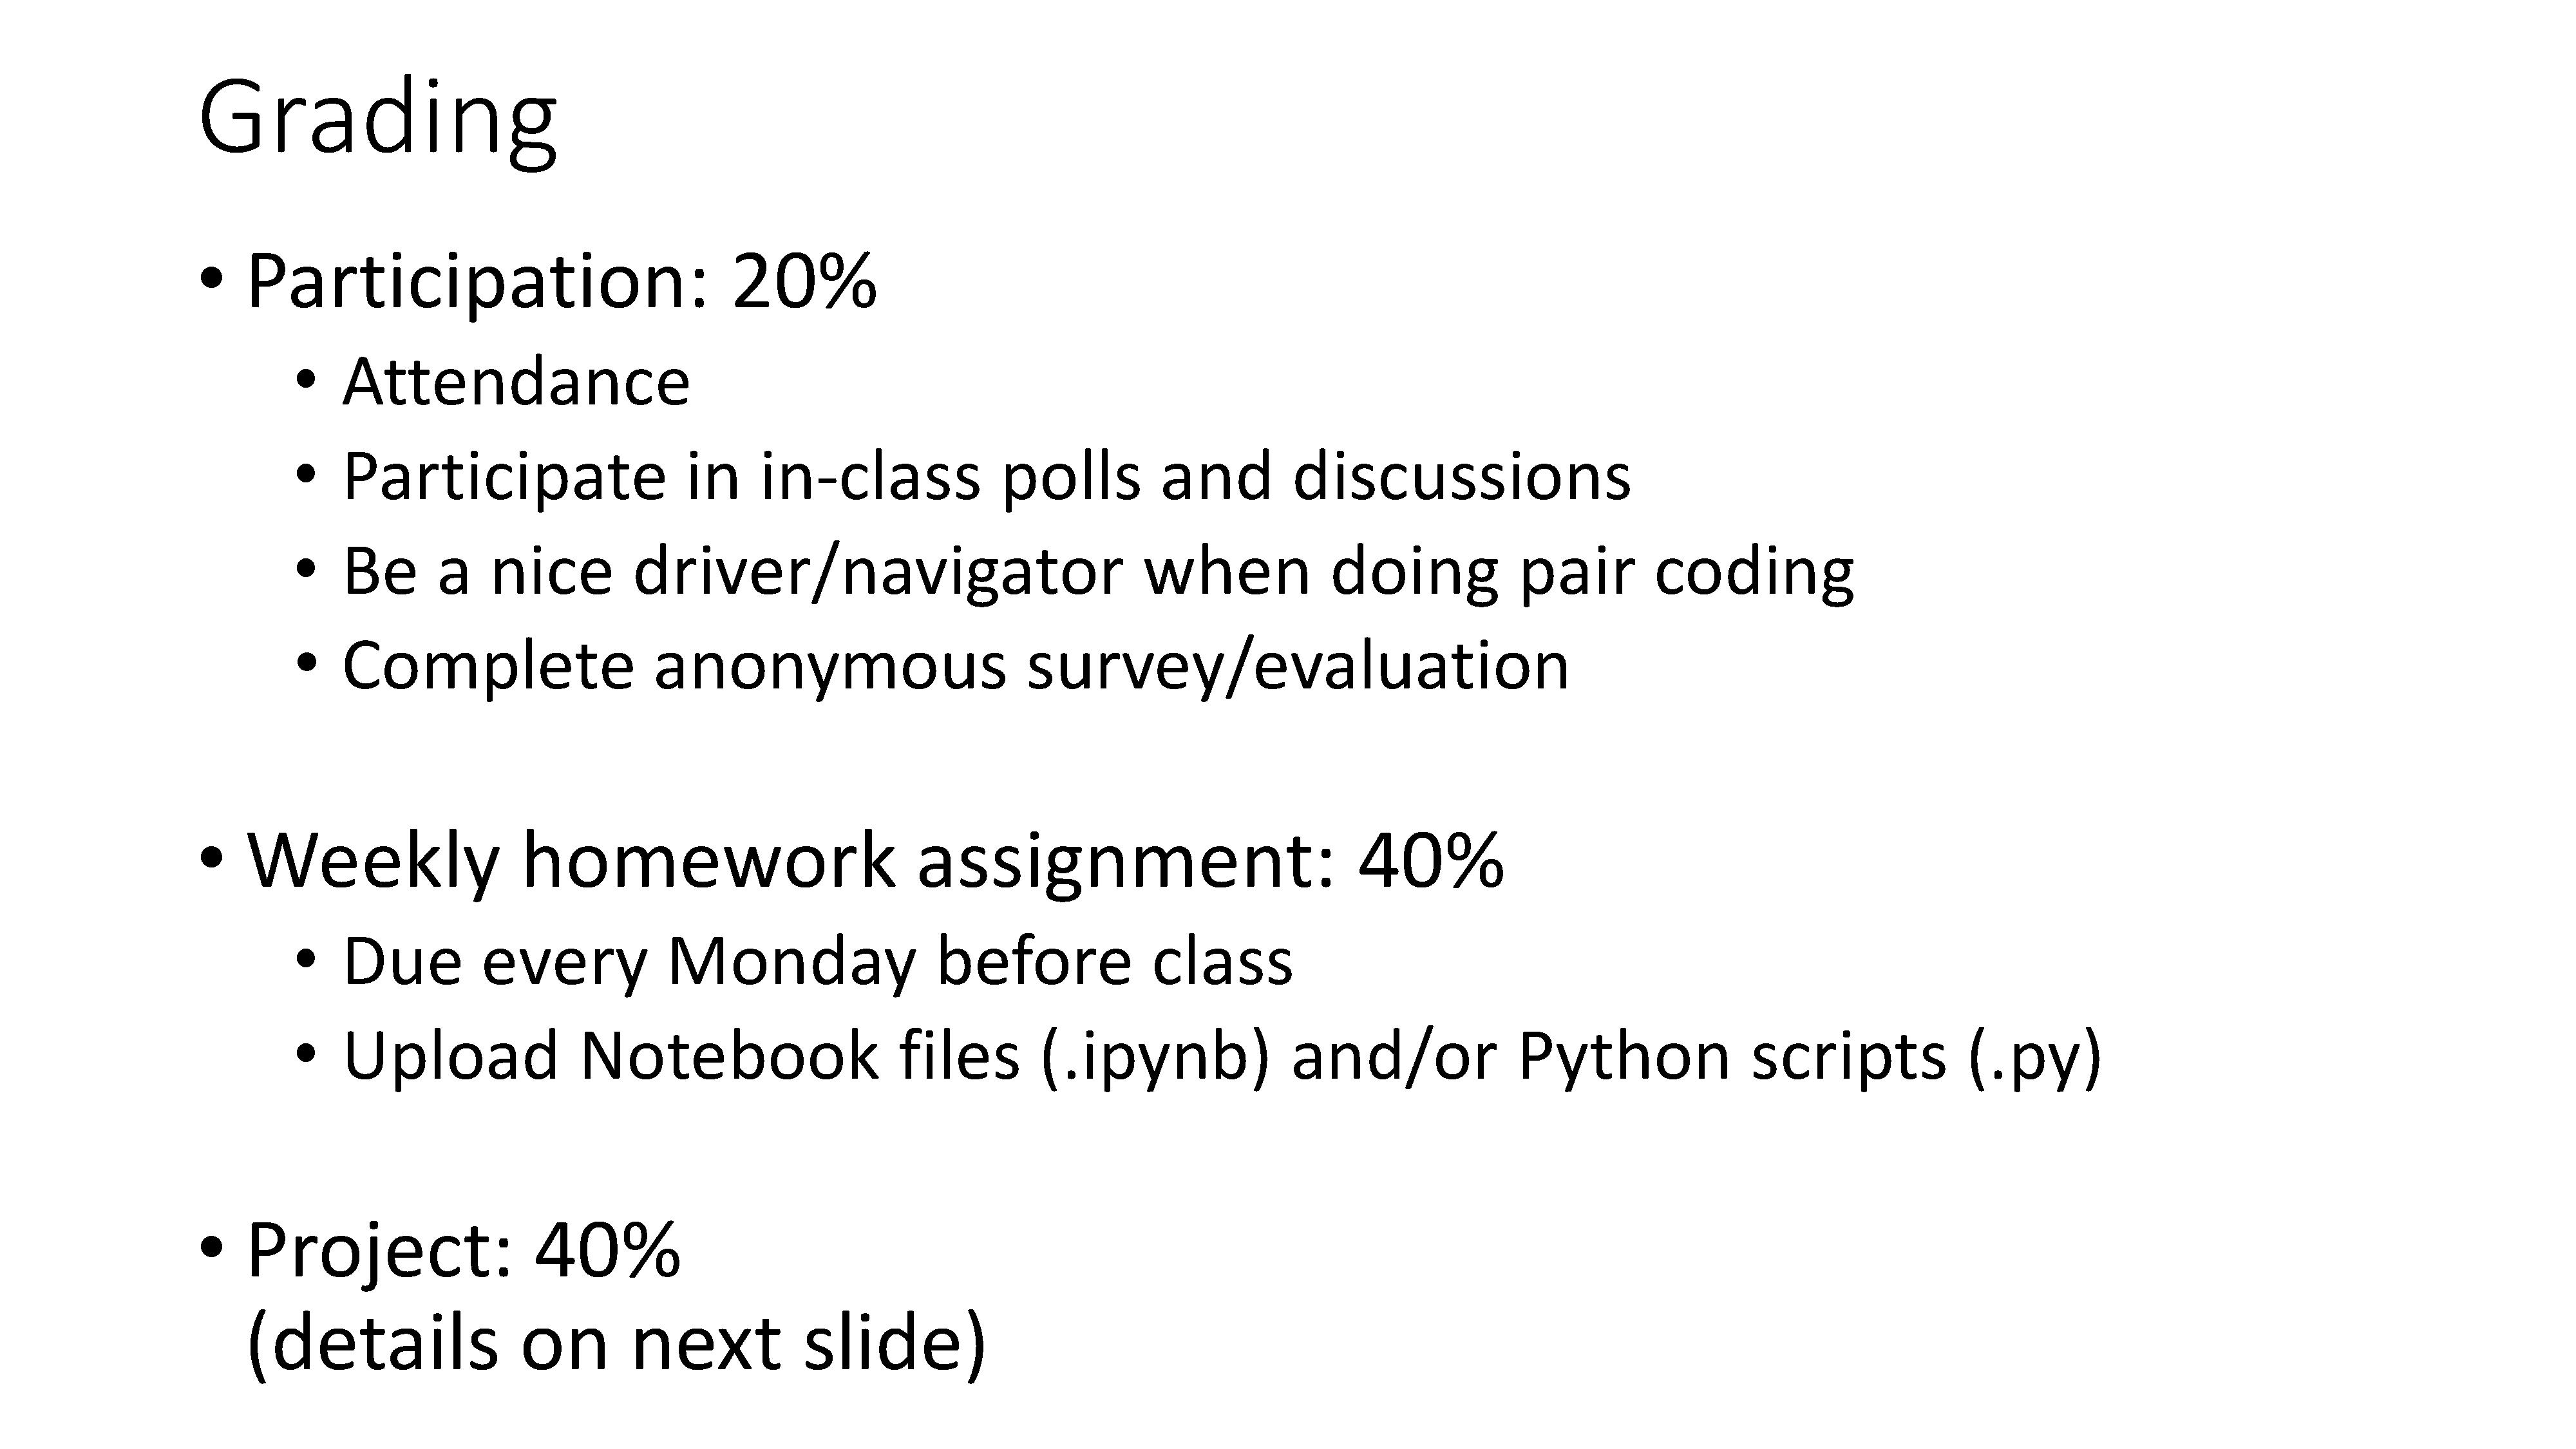 Grading
• Participation: 20%
• Attendance
• Participate in in-class polls and discussions
• Be a nice driver/navigator when doing pair coding
• Complete anonymous survey/evaluation
• Weekly homework assignment: 40%
• Due every Monday before class
• Upload Notebook files (.ipynb) and/or Python scripts (.py)
• Project: 40%
(details on next slide)